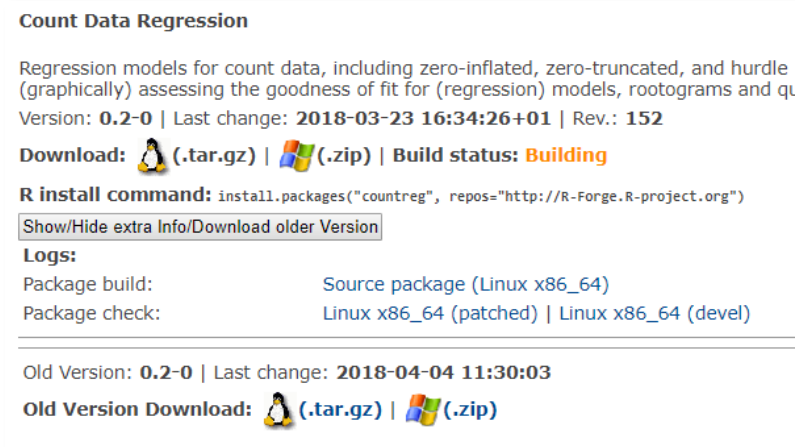 Count Data Regression
Regression models for count data, including zero-inflated, zero-truncated, and hurdle
(graphically) assessing the goodness of fit for (regression) models, rootograms and
Version: 0.2-0 | Last change: 2018-03-23 16:34:26+01 | Rev.: 152
Download: (.tar.gz) | (.zip) | Build status: Building
R install command: install.packages("countreg", repos="http://R-Forge.R-project.org")
Show/Hide extra Info/Download older Version
Logs:
Package build: Source package (Linux x86_64)
Package check: Linux x86_64 (patched) | Linux x86_64 (devel)
Old Version: 0.2-0 | Last change: 2018-04-04 11:30:03
Old Version Download: (.tar.gz) | (.zip)